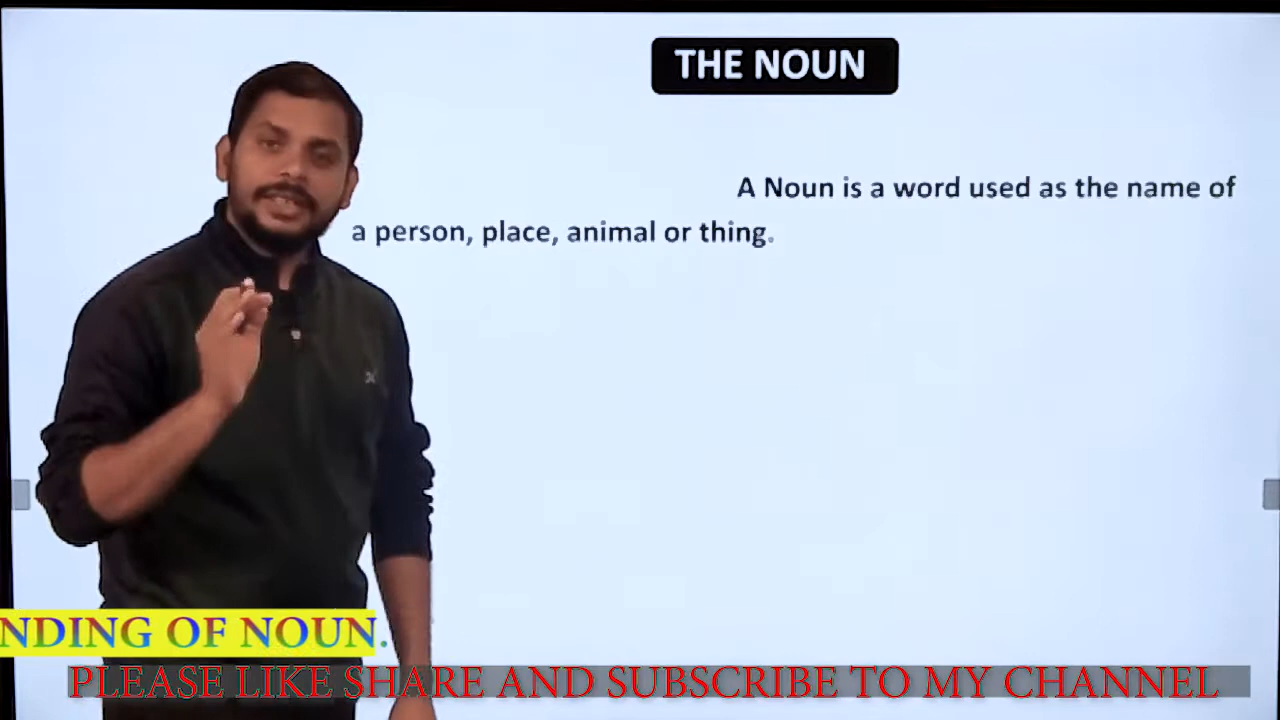 THE NOUN
A Noun is a word used as the name of
a person, place, animal or thing.
NDING OF NOUN.
PLEASE LIKE SHARE AND SUBSCRIBE TO MY CHANNEL